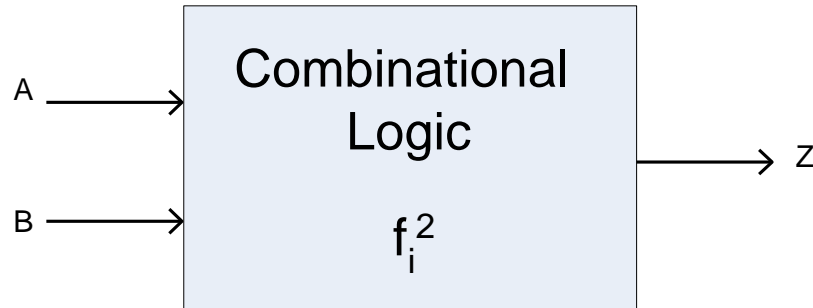 A
Combinational
Logic
Z
B
f_i^2